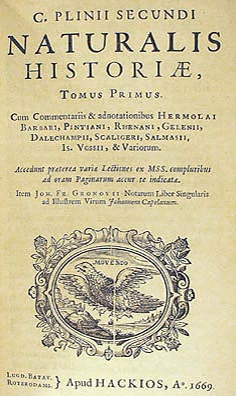 C. PLINII SECUNDI
NATURALIS
HISTORIÆ,
TOMUS PRIMUS.
Cum Commentariis & adnotationibus HERMOLAI
BARBARI, PINTIANI, RHENANI, GELENII,
DALECHAMPII, SCALIGERI, SALMASII,
IS. VOSSII, & Variorum.
Accedunt præterea variæ Lectiones ex MSS. compluribus
ad oram Paginarum accurate indicatæ.
Item JOH. FR. GRONOVII Notarum Liber Singularis
ad Illustrem Virum Johannem Capelanum.
MOVENDO
LUGD. BATAV.
ROTERODAMI. } Apud HACKIOS, Aº. 1669.